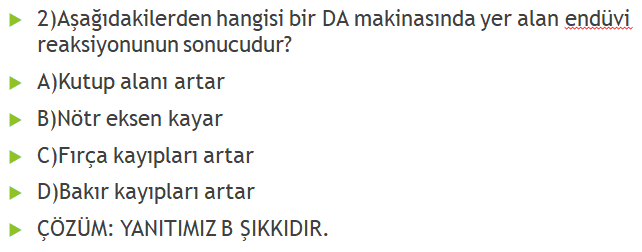 2)Aşağıdakilerden hangisi bir DA makinasında yer alan endüvi
reaksiyonunun sonucudur?
A)Kutup alanı artar
B)Nötr eksen kayar
C)Fırça kayıpları artar
D)Bakır kayıpları artar
ÇÖZÜM: YANITIMIZ B ŞIKKIDIR.